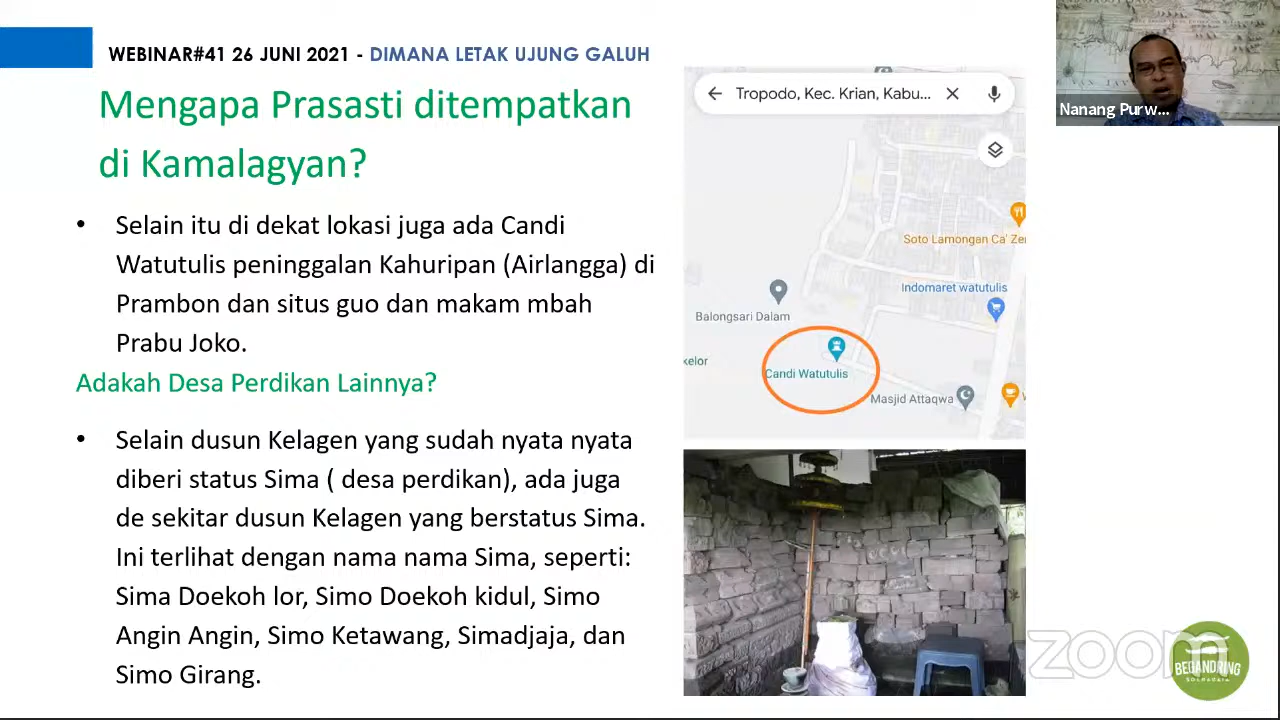 WEBINAR#41 26 JUNI 2021 - DIMANA LETAK UJUNG GALUH
Mengapa Prasasti ditempatkan
di Kamalagyan?
• Selain itu di dekat lokasi juga ada Candi
Watutulis peninggalan Kahuripan (Airlangga) di
Prambon dan situs guo dan makam mbah
Prabu Joko.
Adakah Desa Perdikan Lainnya?
• Selain dusun Kelagen yang sudah nyata nyata
diberi status Sima ( desa perdikan), ada juga
de sekitar dusun Kelagen yang berstatus Sima.
Ini terlihat dengan nama nama Sima, seperti:
Sima Doekoh lor, Simo Doekoh kidul, Simo
Angin Angin, Simo Ketawang, Simadjaja, dan
Simo Girang.
Tropodo, Kec. Krian, Kabu...
Soto Lamongan Ca' Zer
Indomaret watutulis
Balongsari Dalam
kelor
Candi Watutulis
Masjid Attaqwa
Nanang Purw...
zoom
BEGANDRING
SOERABAIA